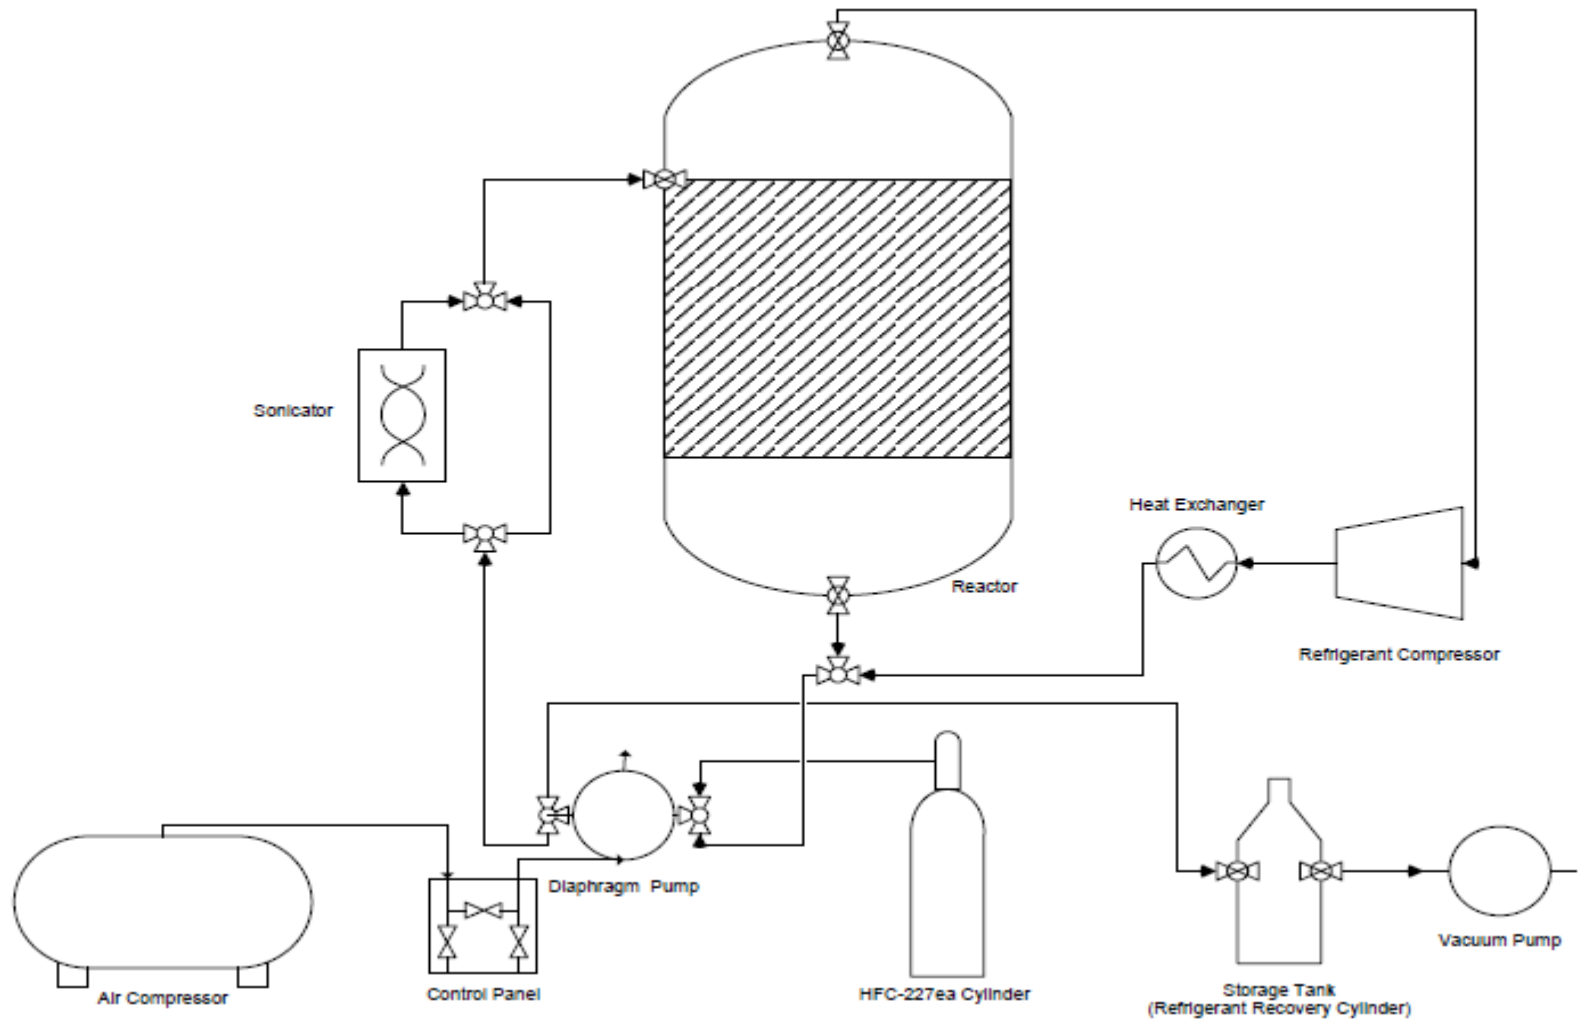 Sonicator
Heat Exchanger
Reactor
Refrigerant Compressor
Diaphragm Pump
Vacuum Pump
Air Compressor
Control Panel
HFC-227ea Cylinder
Storage Tank
(Refrigerant Recovery Cylinder)